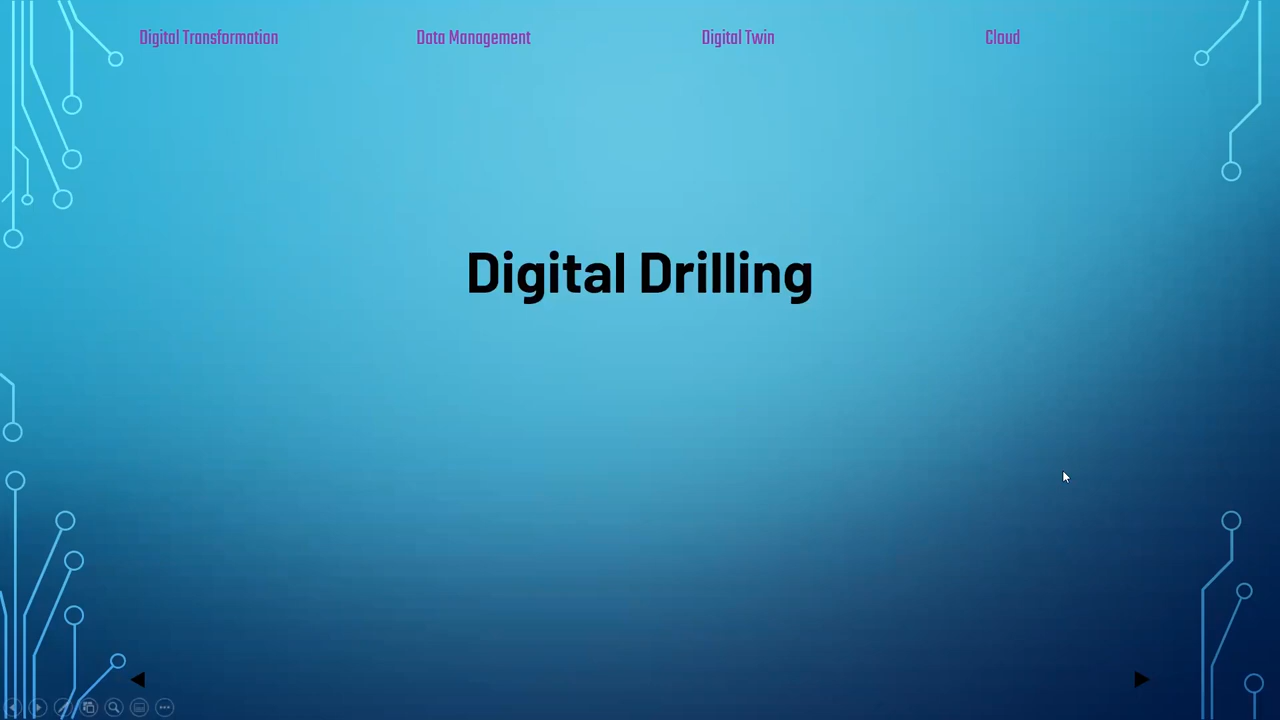 Digital Transformation
Data Management
Digital Twin
Cloud
Digital Drilling